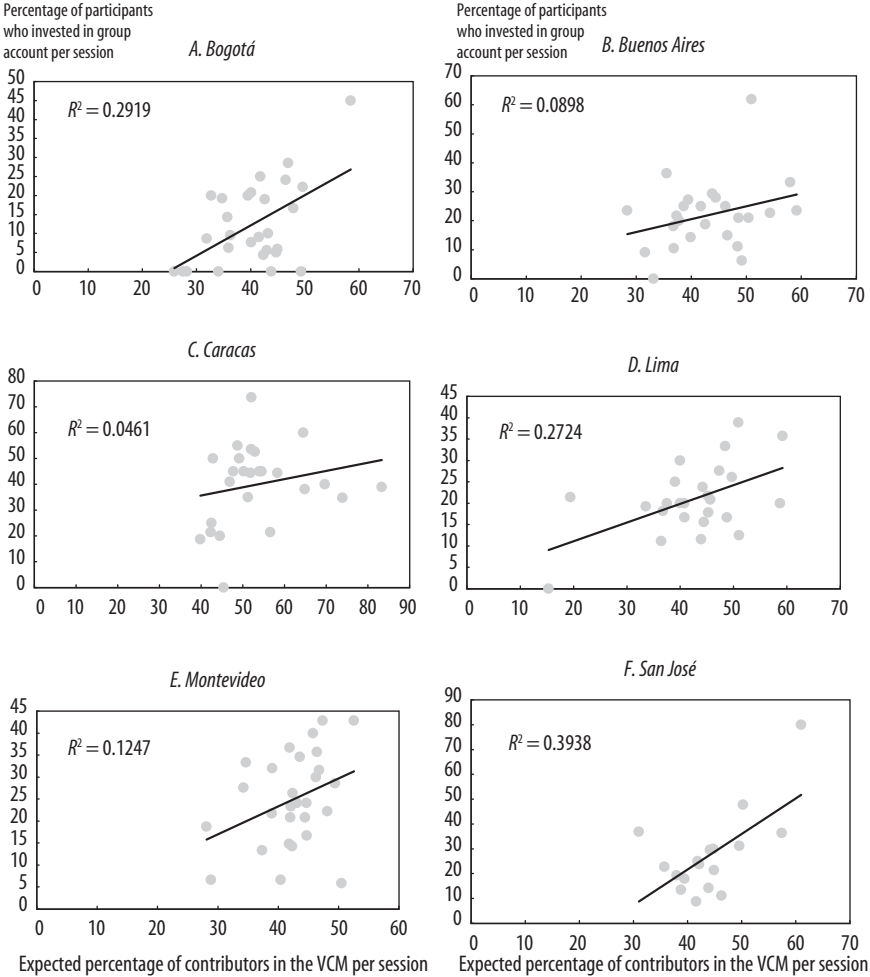 Percentage of participants
who invested in group
account per session
A. Bogotá
50
45
40
35
30
25
20
15
10
5
0
R² = 0.2919
0 10 20 30 40 50 60 70
Percentage of participants
who invested in group
account per session
B. Buenos Aires
70
60
50
40
30
20
10
0
R² = 0.0898
0 10 20 30 40 50 60 70
C. Caracas
80
70
60
50
40
30
20
10
0
R² = 0.0461
0 10 20 30 40 50 60 70 80 90
D. Lima
45
40
35
30
25
20
15
10
5
0
R² = 0.2724
0 10 20 30 40 50 60 70
E. Montevideo
45
40
35
30
25
20
15
10
5
0
R² = 0.1247
0 10 20 30 40 50 60
Expected percentage of contributors in the VCM per session
F. San José
90
80
70
60
50
40
30
20
10
0
R² = 0.3938
0 10 20 30 40 50 60 70
Expected percentage of contributors in the VCM per session